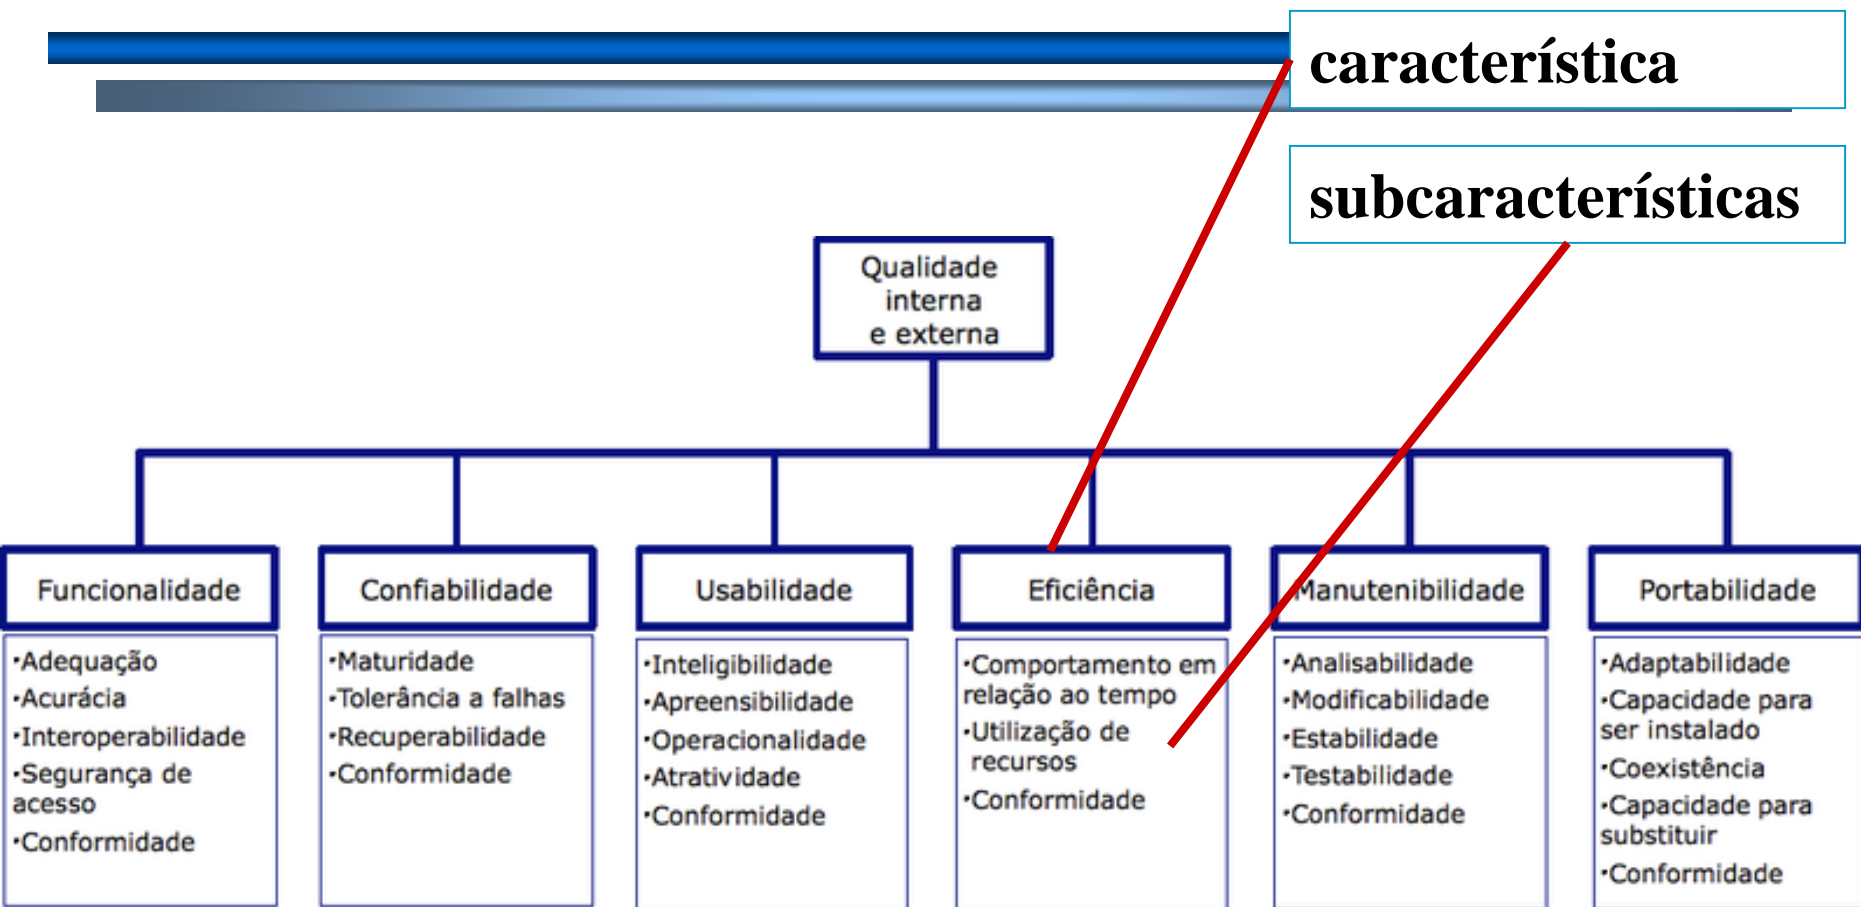 característica
subcaracterísticas
Qualidade
interna
e externa
Funcionalidade
·Adequação
·Acurácia
·Interoperabilidade
·Segurança de
acesso
·Conformidade
Confiabilidade
·Maturidade
·Tolerância a falhas
·Recuperabilidade
·Conformidade
Usabilidade
·Inteligibilidade
·Apreensibilidade
·Operacionalidade
·Atratividade
·Conformidade
Eficiência
·Comportamento em
relação ao tempo
·Utilização de
recursos
·Conformidade
Manutenibilidade
·Analisabilidade
·Modificabilidade
·Estabilidade
·Testabilidade
·Conformidade
Portabilidade
·Adaptabilidade
·Capacidade para
ser instalado
·Coexistência
·Capacidade para
substituir
·Conformidade